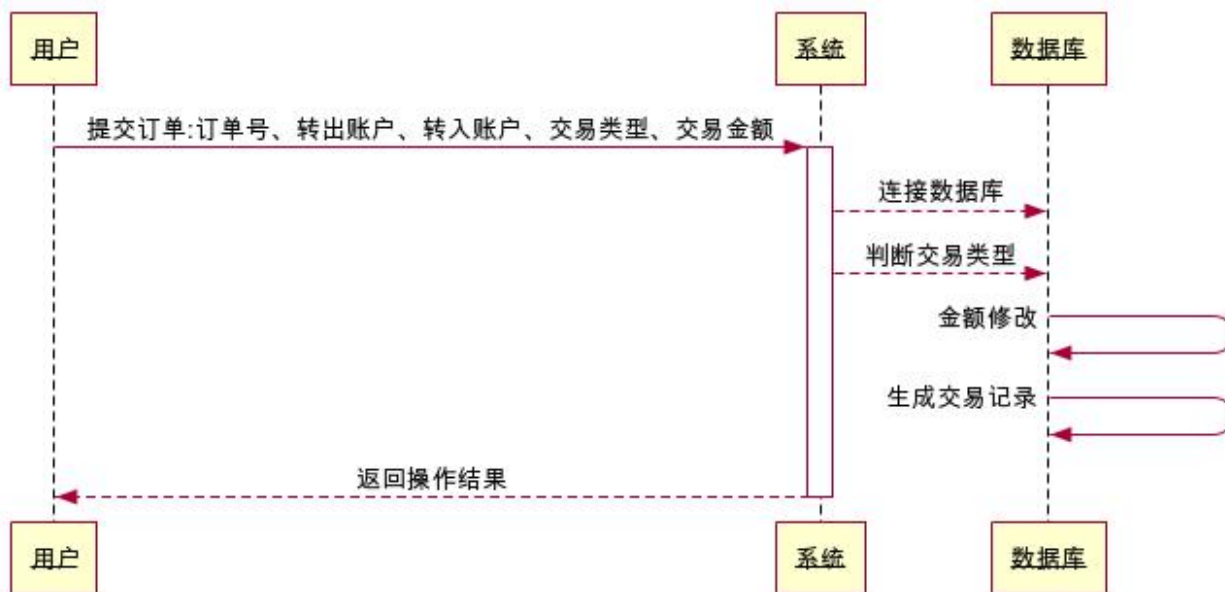 用户
系统
数据库
提交订单:订单号、转出账户、转入账户、交易类型、交易金额
连接数据库
判断交易类型
金额修改
生成交易记录
返回操作结果
用户
系统
数据库